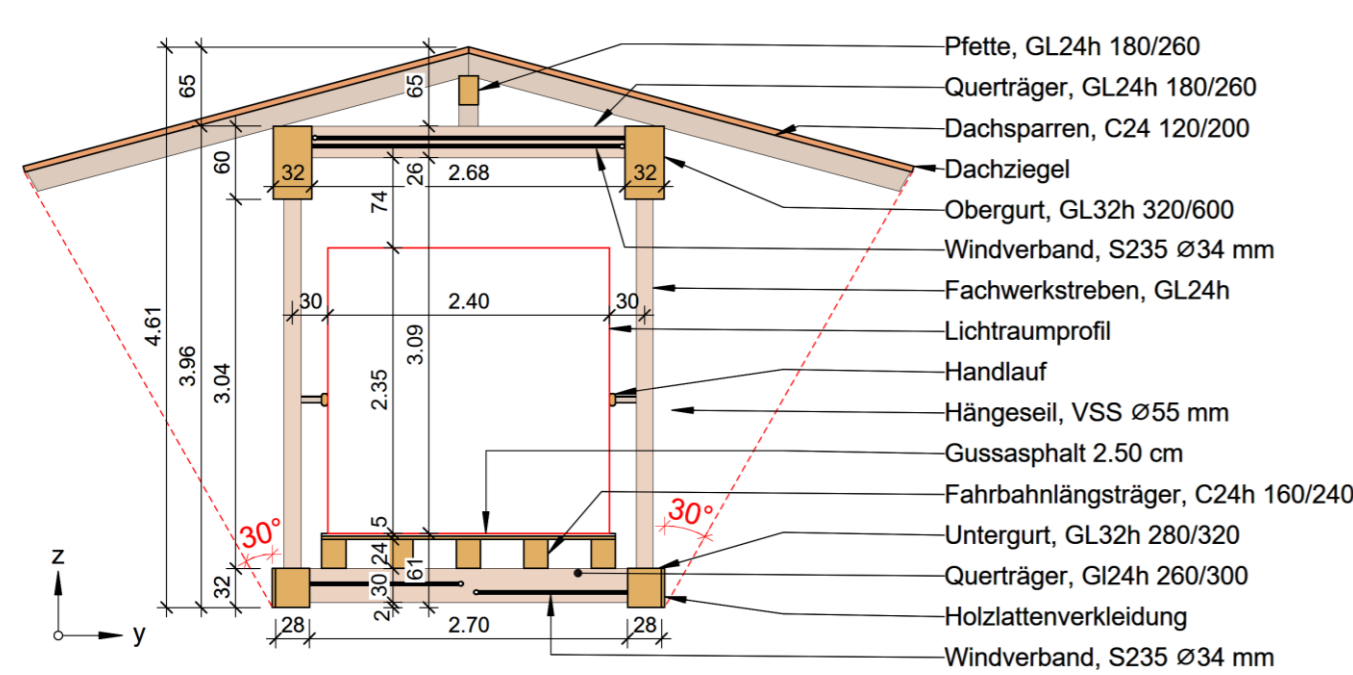 Pfette, GL24h 180/260
Querträger, GL24h 180/260
Dachsparren, C24 120/200
Dachziegel
Obergurt, GL32h 320/600
Windverband, S235 Ø34 mm
Fachwerkstreben, GL24h
Lichtraumprofil
Handlauf
Hängeseil, VSS Ø55 mm
Gussasphalt 2.50 cm
Fahrbahnlängsträger, C24h 160/240
Untergurt, GL32h 280/320
Querträger, Gl24h 260/300
Holzlattenverkleidung
Windverband, S235 Ø34 mm
65
65
60
32
2.68
32
26
74
30
2.40
30
4.61
3.96
3.04
2.35
3.09
30°
30°
5
24
61
32
30
2
28
2.70
28
z
y